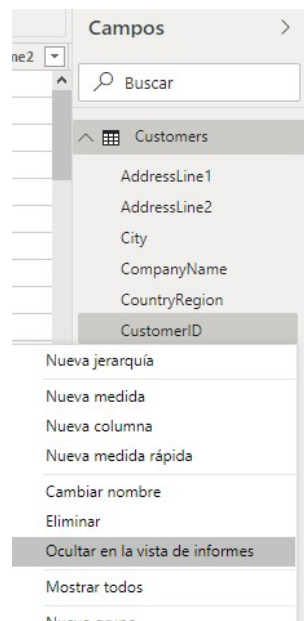 Campos
ne2
Buscar
Customers
AddressLine1
AddressLine2
City
CompanyName
CountryRegion
CustomerID
Nueva jerarquía
Nueva medida
Nueva columna
Nueva medida rápida
Cambiar nombre
Eliminar
Ocultar en la vista de informes
Mostrar todos